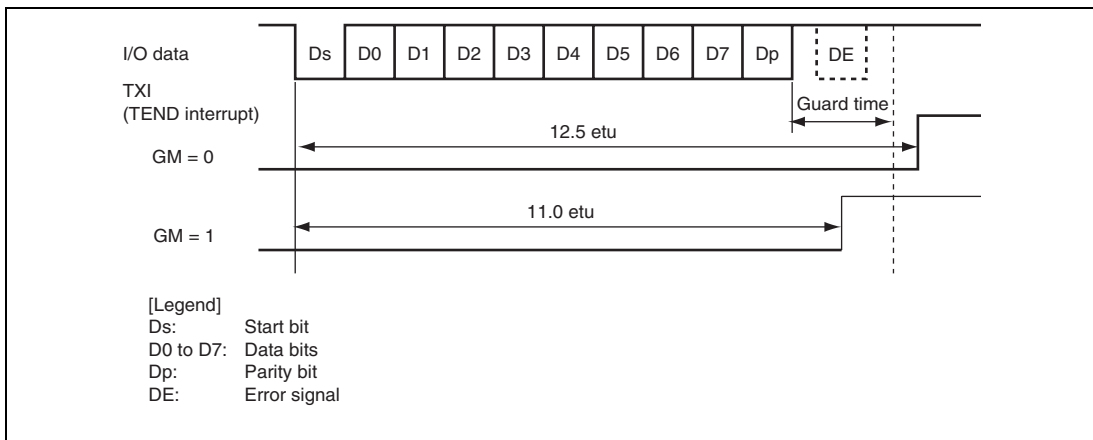 I/O data
Ds D0 D1 D2 D3 D4 D5 D6 D7 Dp DE
TXI
(TEND interrupt)
Guard time
12.5 etu
GM = 0
11.0 etu
GM = 1
[Legend]
Ds: Start bit
D0 to D7: Data bits
Dp: Parity bit
DE: Error signal